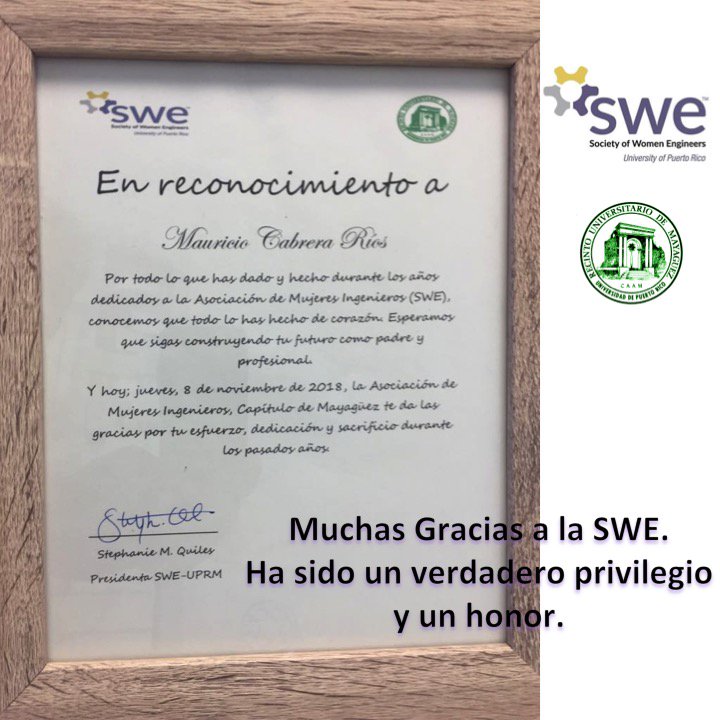 swe™
Society of Women Engineers
University of Puerto Rico
En reconocimiento a
Mauricio Cabrera Ríos
Por todo lo que has dado y hecho durante los años
dedicados a la Asociación de Mujeres Ingenieros (SWE),
conocemos que todo lo has hecho de corazón. Esperamos
que sigas construyendo tu futuro como padre y
profesional.
Y hoy; jueves, 8 de noviembre de 2018, la Asociación de
Mujeres Ingenieros, Capítulo de Mayagüez te da las
gracias por tu esfuerzo, dedicación y sacrificio durante
los pasados años.
Stephanie M. Quiles
Presidenta SWE-UPRM
swe™
Society of Women Engineers
University of Puerto Rico
RECINTO UNIVERSITARIO DE MAYAGÜEZ
CAAM
UNIVERSIDAD DE PUERTO RICO
Muchas Gracias a la SWE.
Ha sido un verdadero privilegio
y un honor.